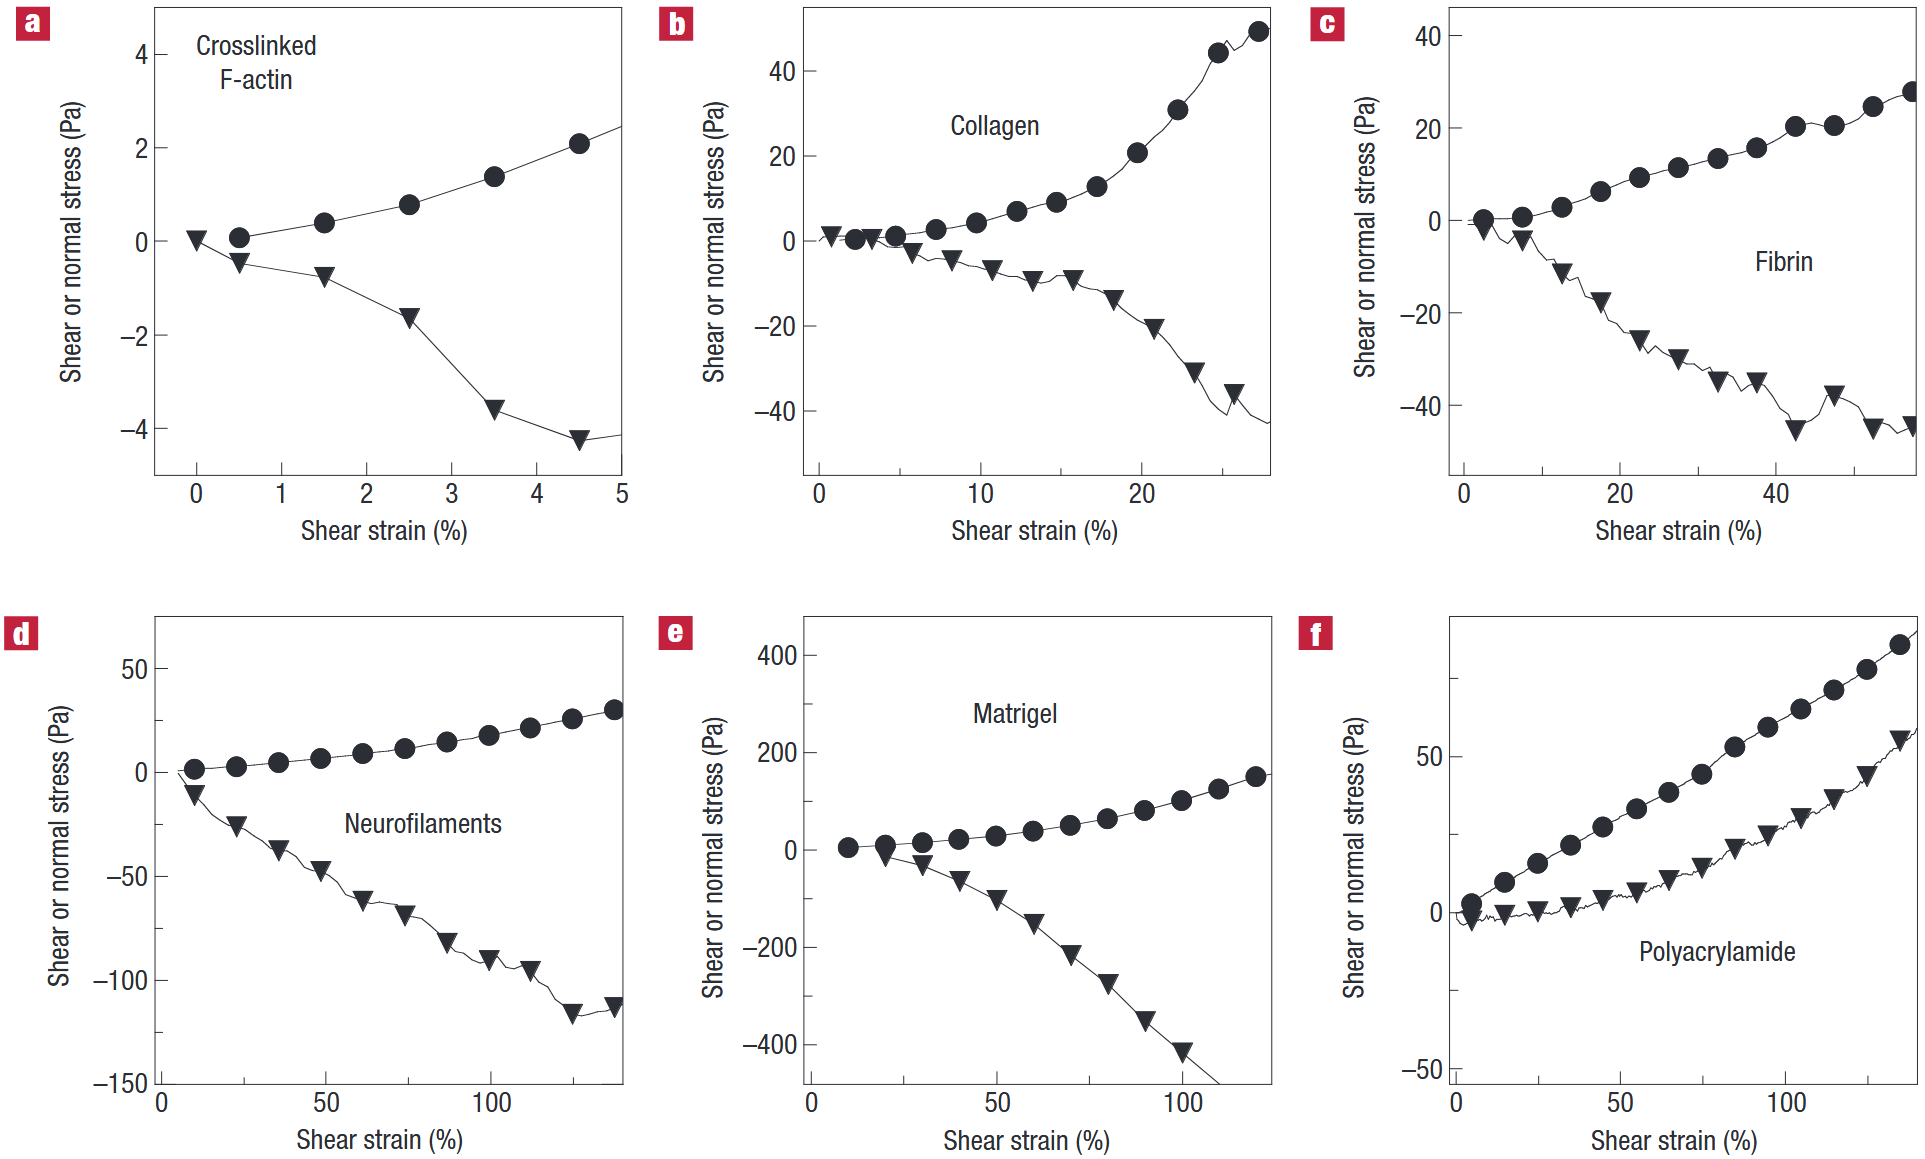 a
Crosslinked
F-actin
Shear or normal stress (Pa)
4
2
0
–2
–4
0 1 2 3 4 5
Shear strain (%)
b
Collagen
Shear or normal stress (Pa)
40
20
0
–20
–40
0 10 20
Shear strain (%)
c
Fibrin
Shear or normal stress (Pa)
40
20
0
–20
–40
0 20 40
Shear strain (%)
d
Neurofilaments
Shear or normal stress (Pa)
50
0
–50
–100
–150
0 50 100
Shear strain (%)
e
Matrigel
Shear or normal stress (Pa)
400
200
0
–200
–400
0 50 100
Shear strain (%)
f
Polyacrylamide
Shear or normal stress (Pa)
50
0
–50
0 50 100
Shear strain (%)